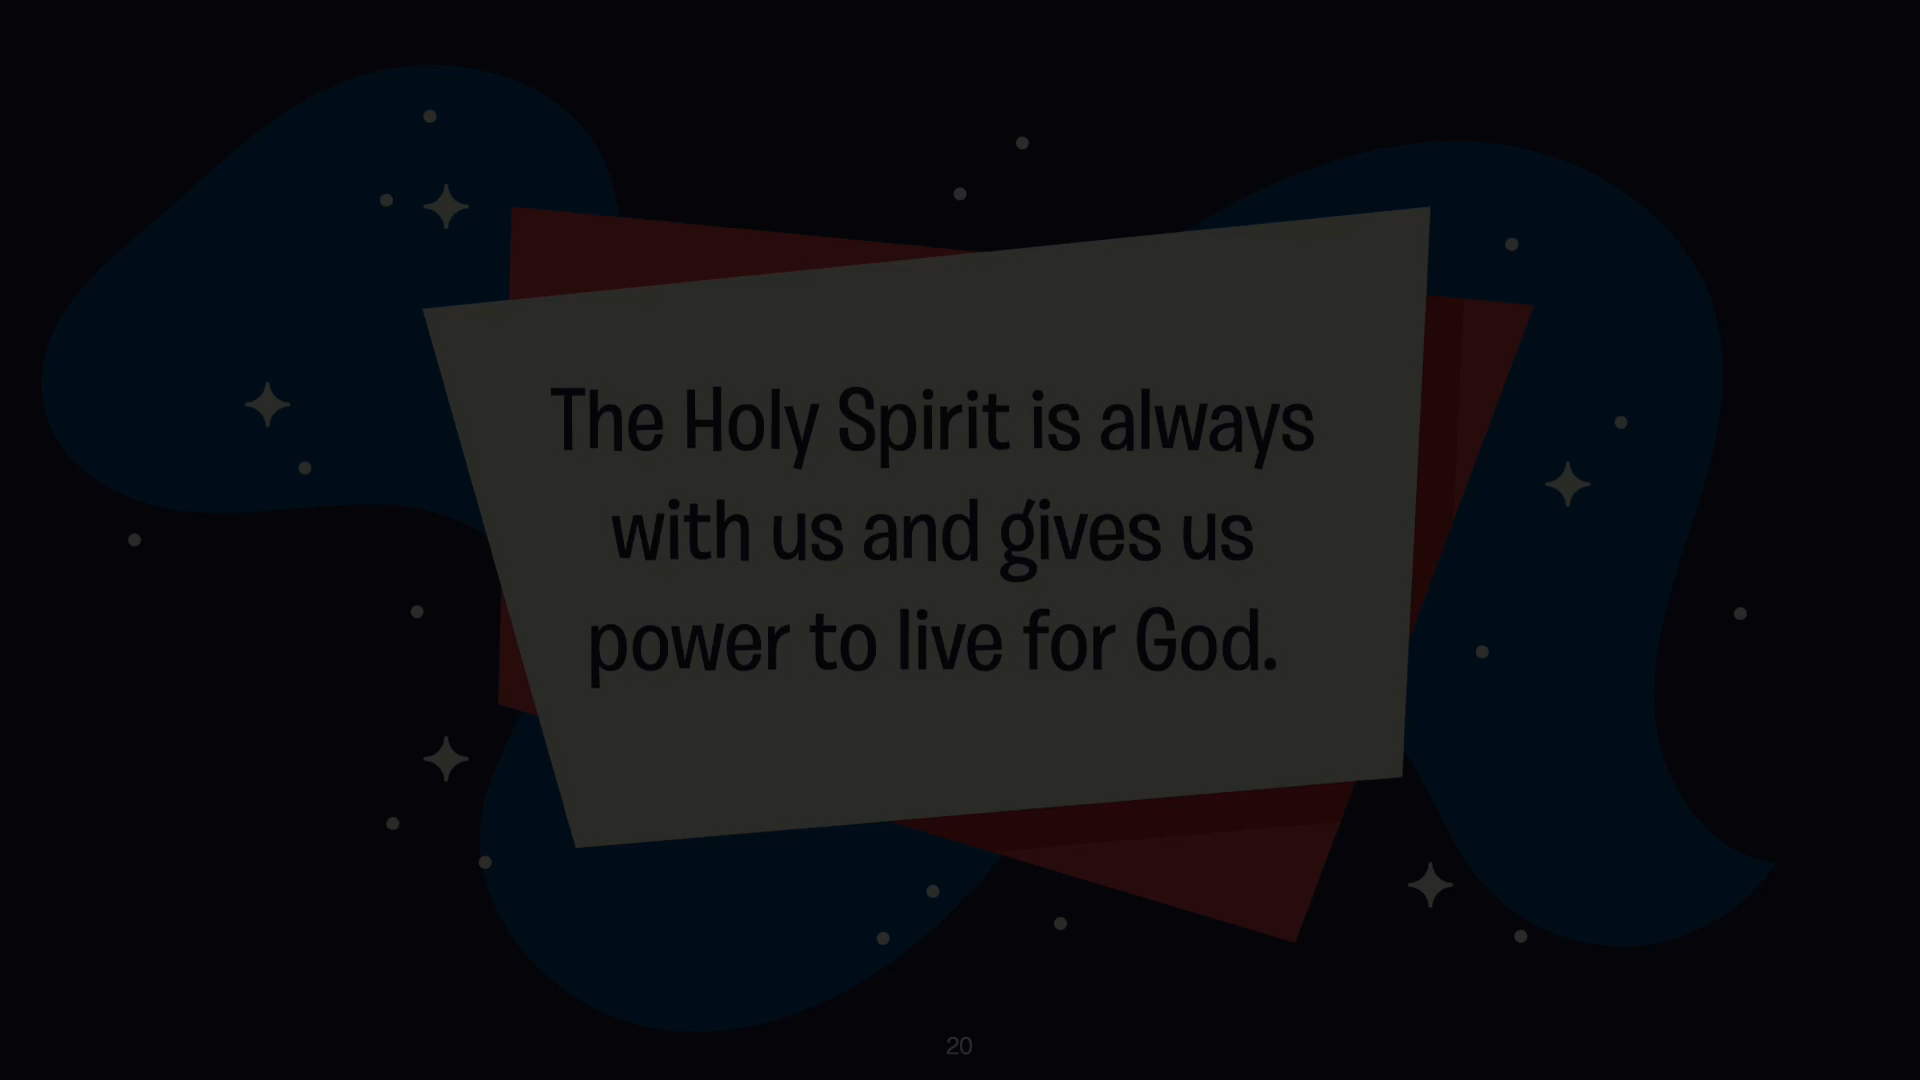 The Holy Spirit is always
with us and gives us
power to live for God.
20